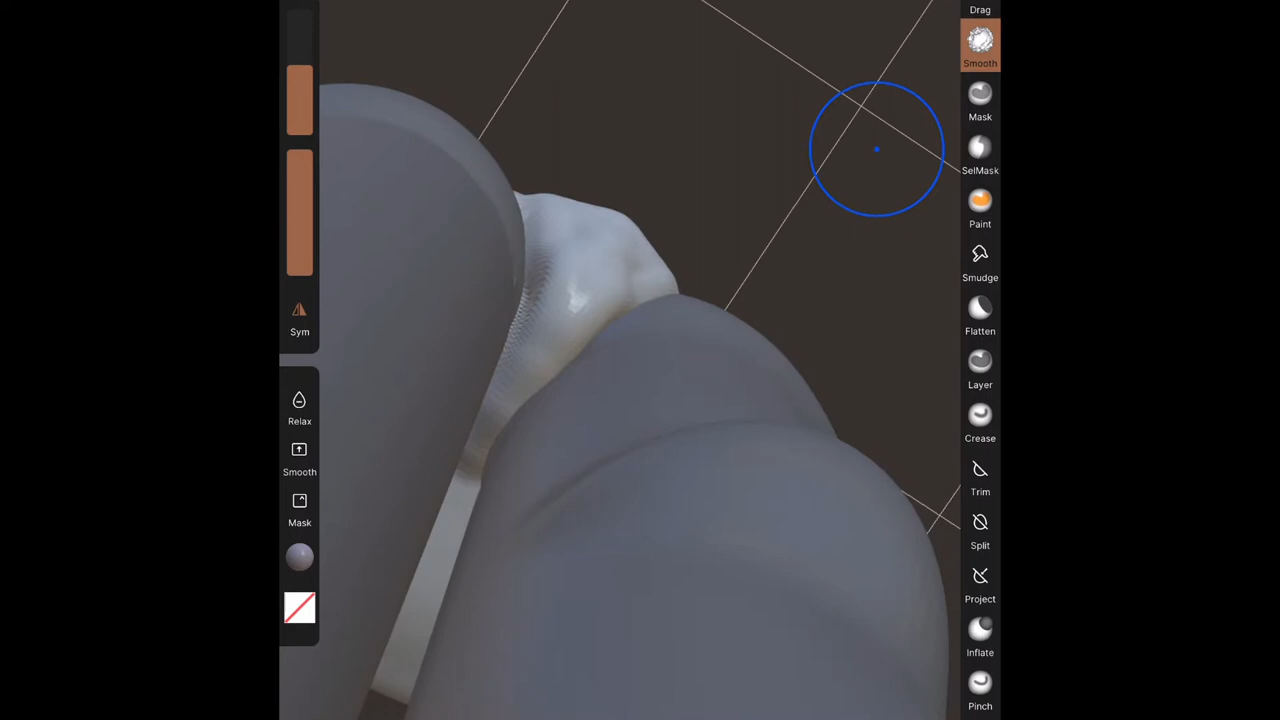 Sym
Relax
Smooth
Mask
Drag
Smooth
Mask
SelMask
Paint
Smudge
Flatten
Layer
Crease
Trim
Split
Project
Inflate
Pinch